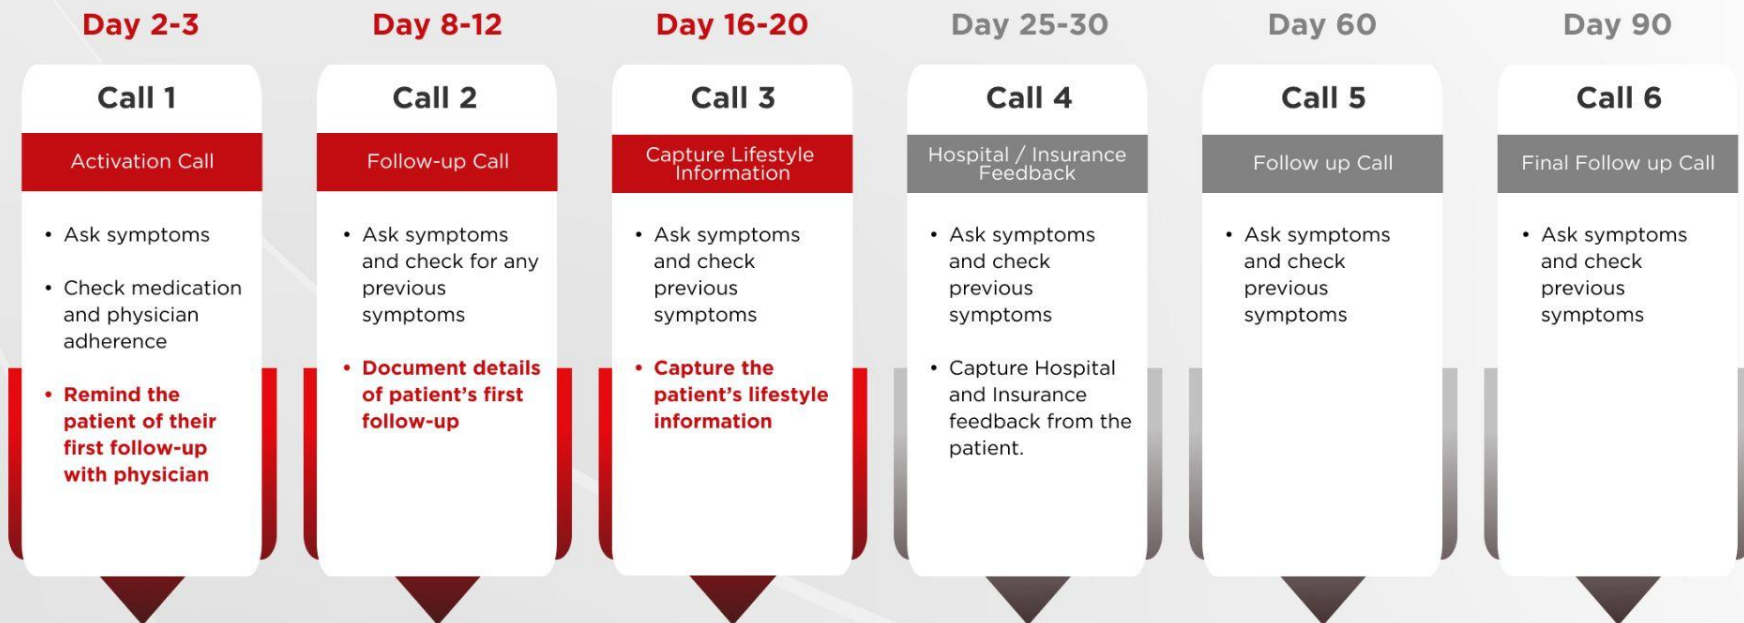 Day 2-3
Call 1
Activation Call
• Ask symptoms
• Check medication
and physician
adherence
• Remind the
patient of their
first follow-up
with physician
Day 8-12
Call 2
Follow-up Call
• Ask symptoms
and check for any
previous
symptoms
• Document details
of patient’s first
follow-up
Day 16-20
Call 3
Capture Lifestyle
Information
• Ask symptoms
and check
previous
symptoms
• Capture the
patient’s lifestyle
information
Day 25-30
Call 4
Hospital / Insurance
Feedback
• Ask symptoms
and check
previous
symptoms
• Capture Hospital
and Insurance
feedback from the
patient.
Day 60
Call 5
Follow up Call
• Ask symptoms
and check
previous
symptoms
Day 90
Call 6
Final Follow up Call
• Ask symptoms
and check
previous
symptoms